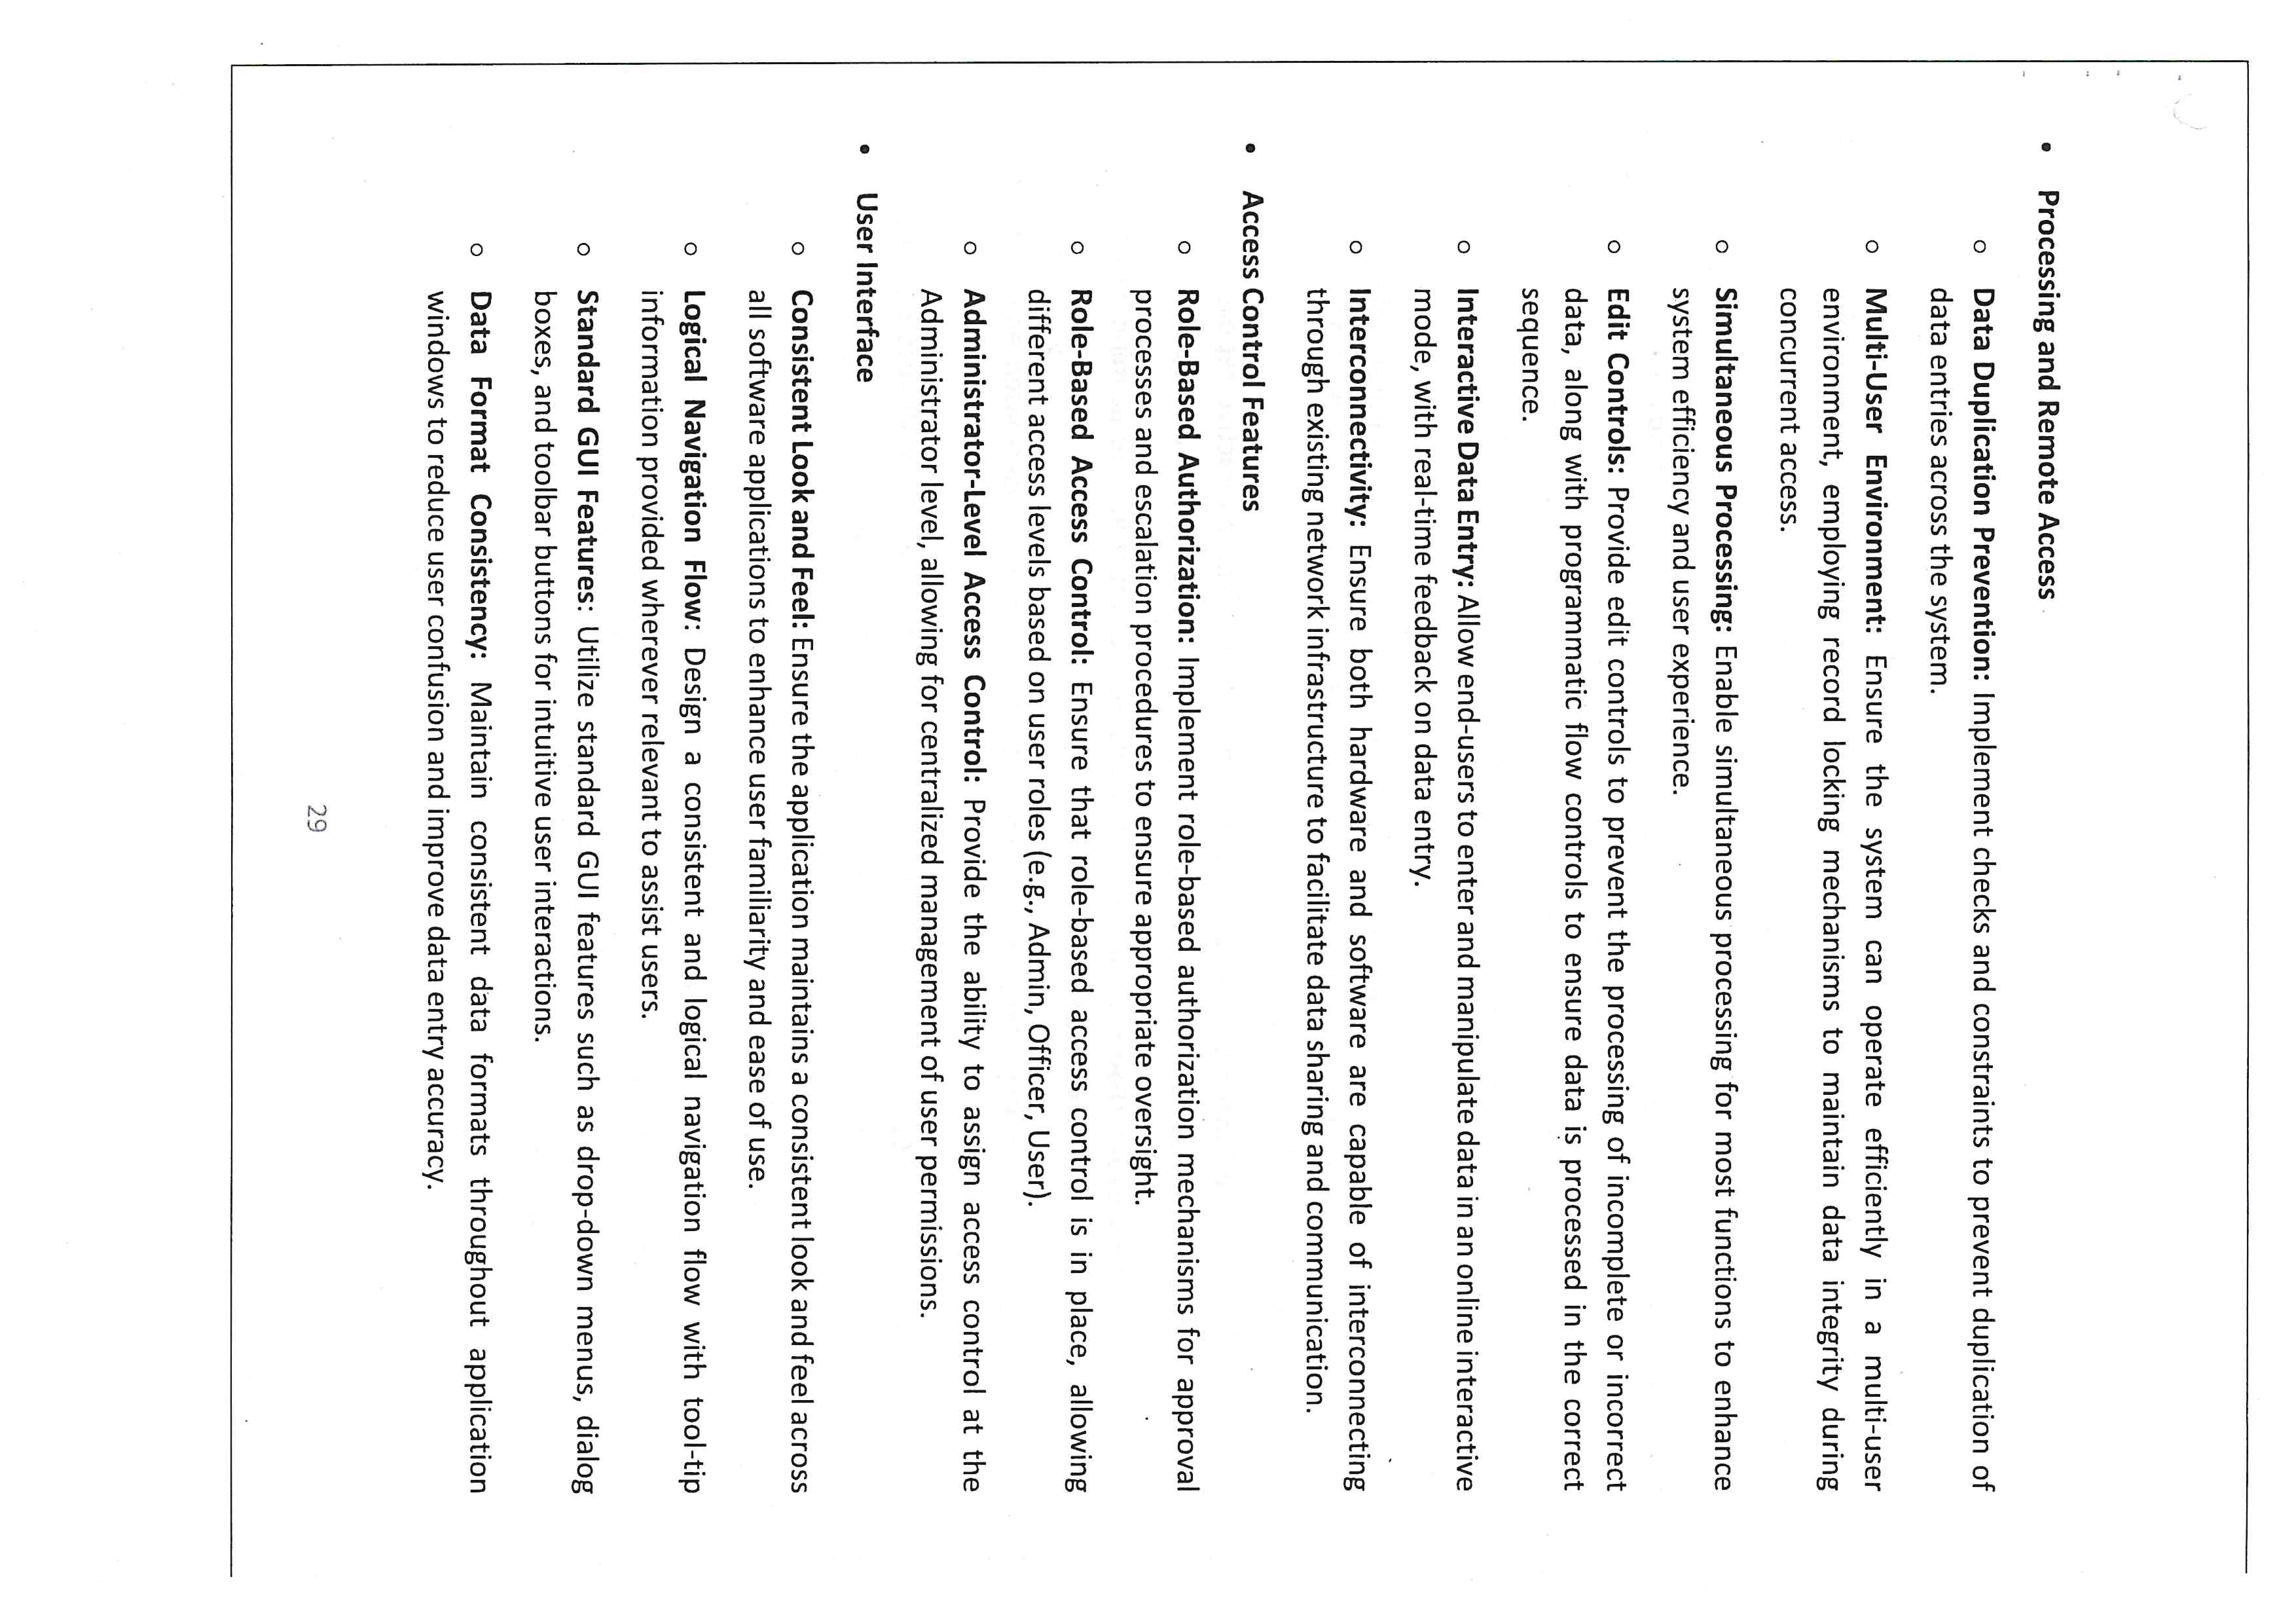 • Processing and Remote Access
○ Data Duplication Prevention: Implement checks and constraints to prevent duplication of
data entries across the system.
○ Multi-User Environment: Ensure the system can operate efficiently in a multi-user
environment, employing record locking mechanisms to maintain data integrity during
concurrent access.
○ Simultaneous Processing: Enable simultaneous processing for most functions to enhance
system efficiency and user experience.
○ Edit Controls: Provide edit controls to prevent the processing of incomplete or incorrect
data, along with programmatic flow controls to ensure data is processed in the correct
sequence.
○ Interactive Data Entry: Allow end-users to enter and manipulate data in an online interactive
mode, with real-time feedback on data entry.
○ Interconnectivity: Ensure both hardware and software are capable of interconnecting
through existing network infrastructure to facilitate data sharing and communication.
• Access Control Features
○ Role-Based Authorization: Implement role-based authorization mechanisms for approval
processes and escalation procedures to ensure appropriate oversight.
○ Role-Based Access Control: Ensure that role-based access control is in place, allowing
different access levels based on user roles (e.g., Admin, Officer, User).
○ Administrator-Level Access Control: Provide the ability to assign access control at the
Administrator level, allowing for centralized management of user permissions.
• User Interface
○ Consistent Look and Feel: Ensure the application maintains a consistent look and feel across
all software applications to enhance user familiarity and ease of use.
○ Logical Navigation Flow: Design a consistent and logical navigation flow with tool-tip
information provided wherever relevant to assist users.
○ Standard GUI Features: Utilize standard GUI features such as drop-down menus, dialog
boxes, and toolbar buttons for intuitive user interactions.
○ Data Format Consistency: Maintain consistent data formats throughout application
windows to reduce user confusion and improve data entry accuracy.
29